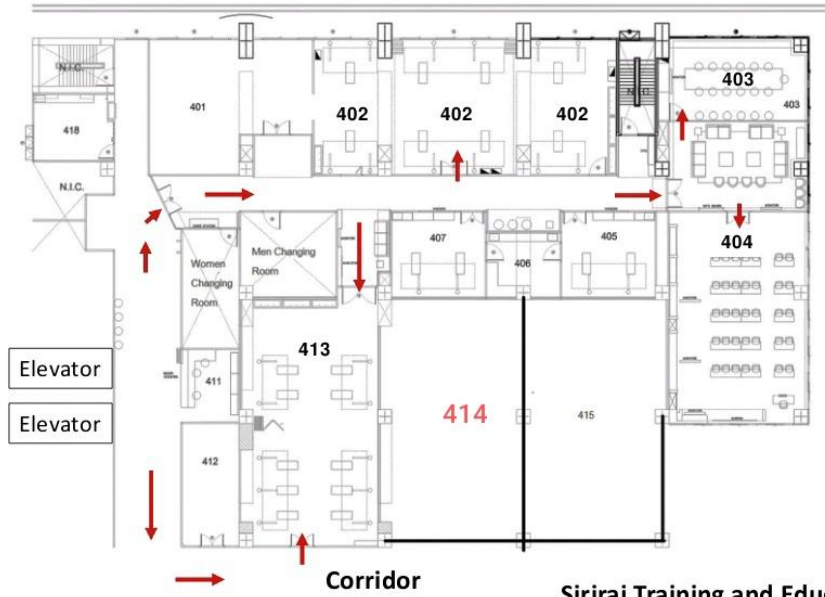 N.I.C.
401
402
402
402
403
403
418
N.I.C.
404
Women
Changing
Room
Men Changing
Room
407
406
405
413
411
414
415
412
Elevator
Elevator
Corridor